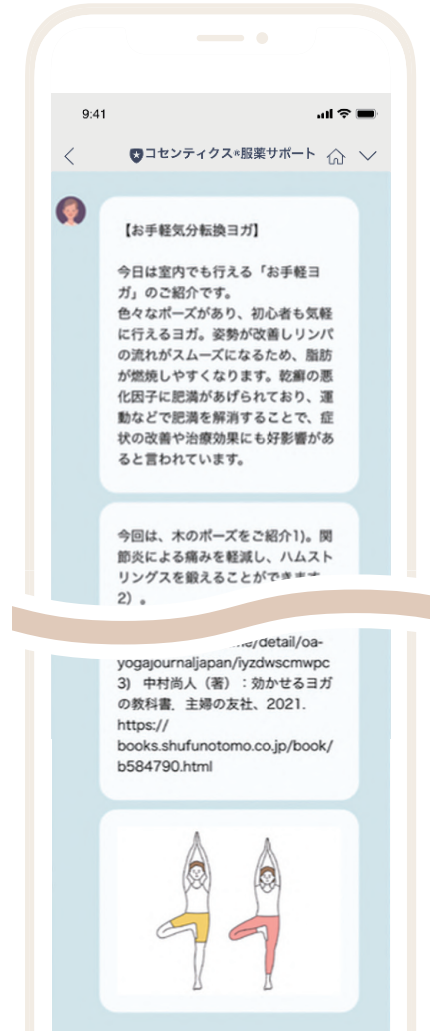 9:41
コセンティクス®服薬サポート
【お手軽気分転換ヨガ】
今日は室内でも行える「お手軽ヨ
ガ」のご紹介です。
色々なポーズがあり、初心者も気軽
に行えるヨガ。姿勢が改善しリンパ
の流れがスムーズになるため、脂肪
が燃焼しやすくなります。乾癬の悪
化因子に肥満があげられており、運
動などで肥満を解消することで、症
状の改善や治療効果にも好影響があ
ると言われています。
今回は、木のポーズをご紹介1)。関
節炎による痛みを軽減し、ハムスト
リングスを鍛えることができます
2) 。
/detail/oa-
yogajournaljapan/iyzdwscmwpc
3) 中村尚人（著）：効かせるヨガ
の教科書．主婦の友社、2021.
https://
books.shufunotomo.co.jp/book/
b584790.html